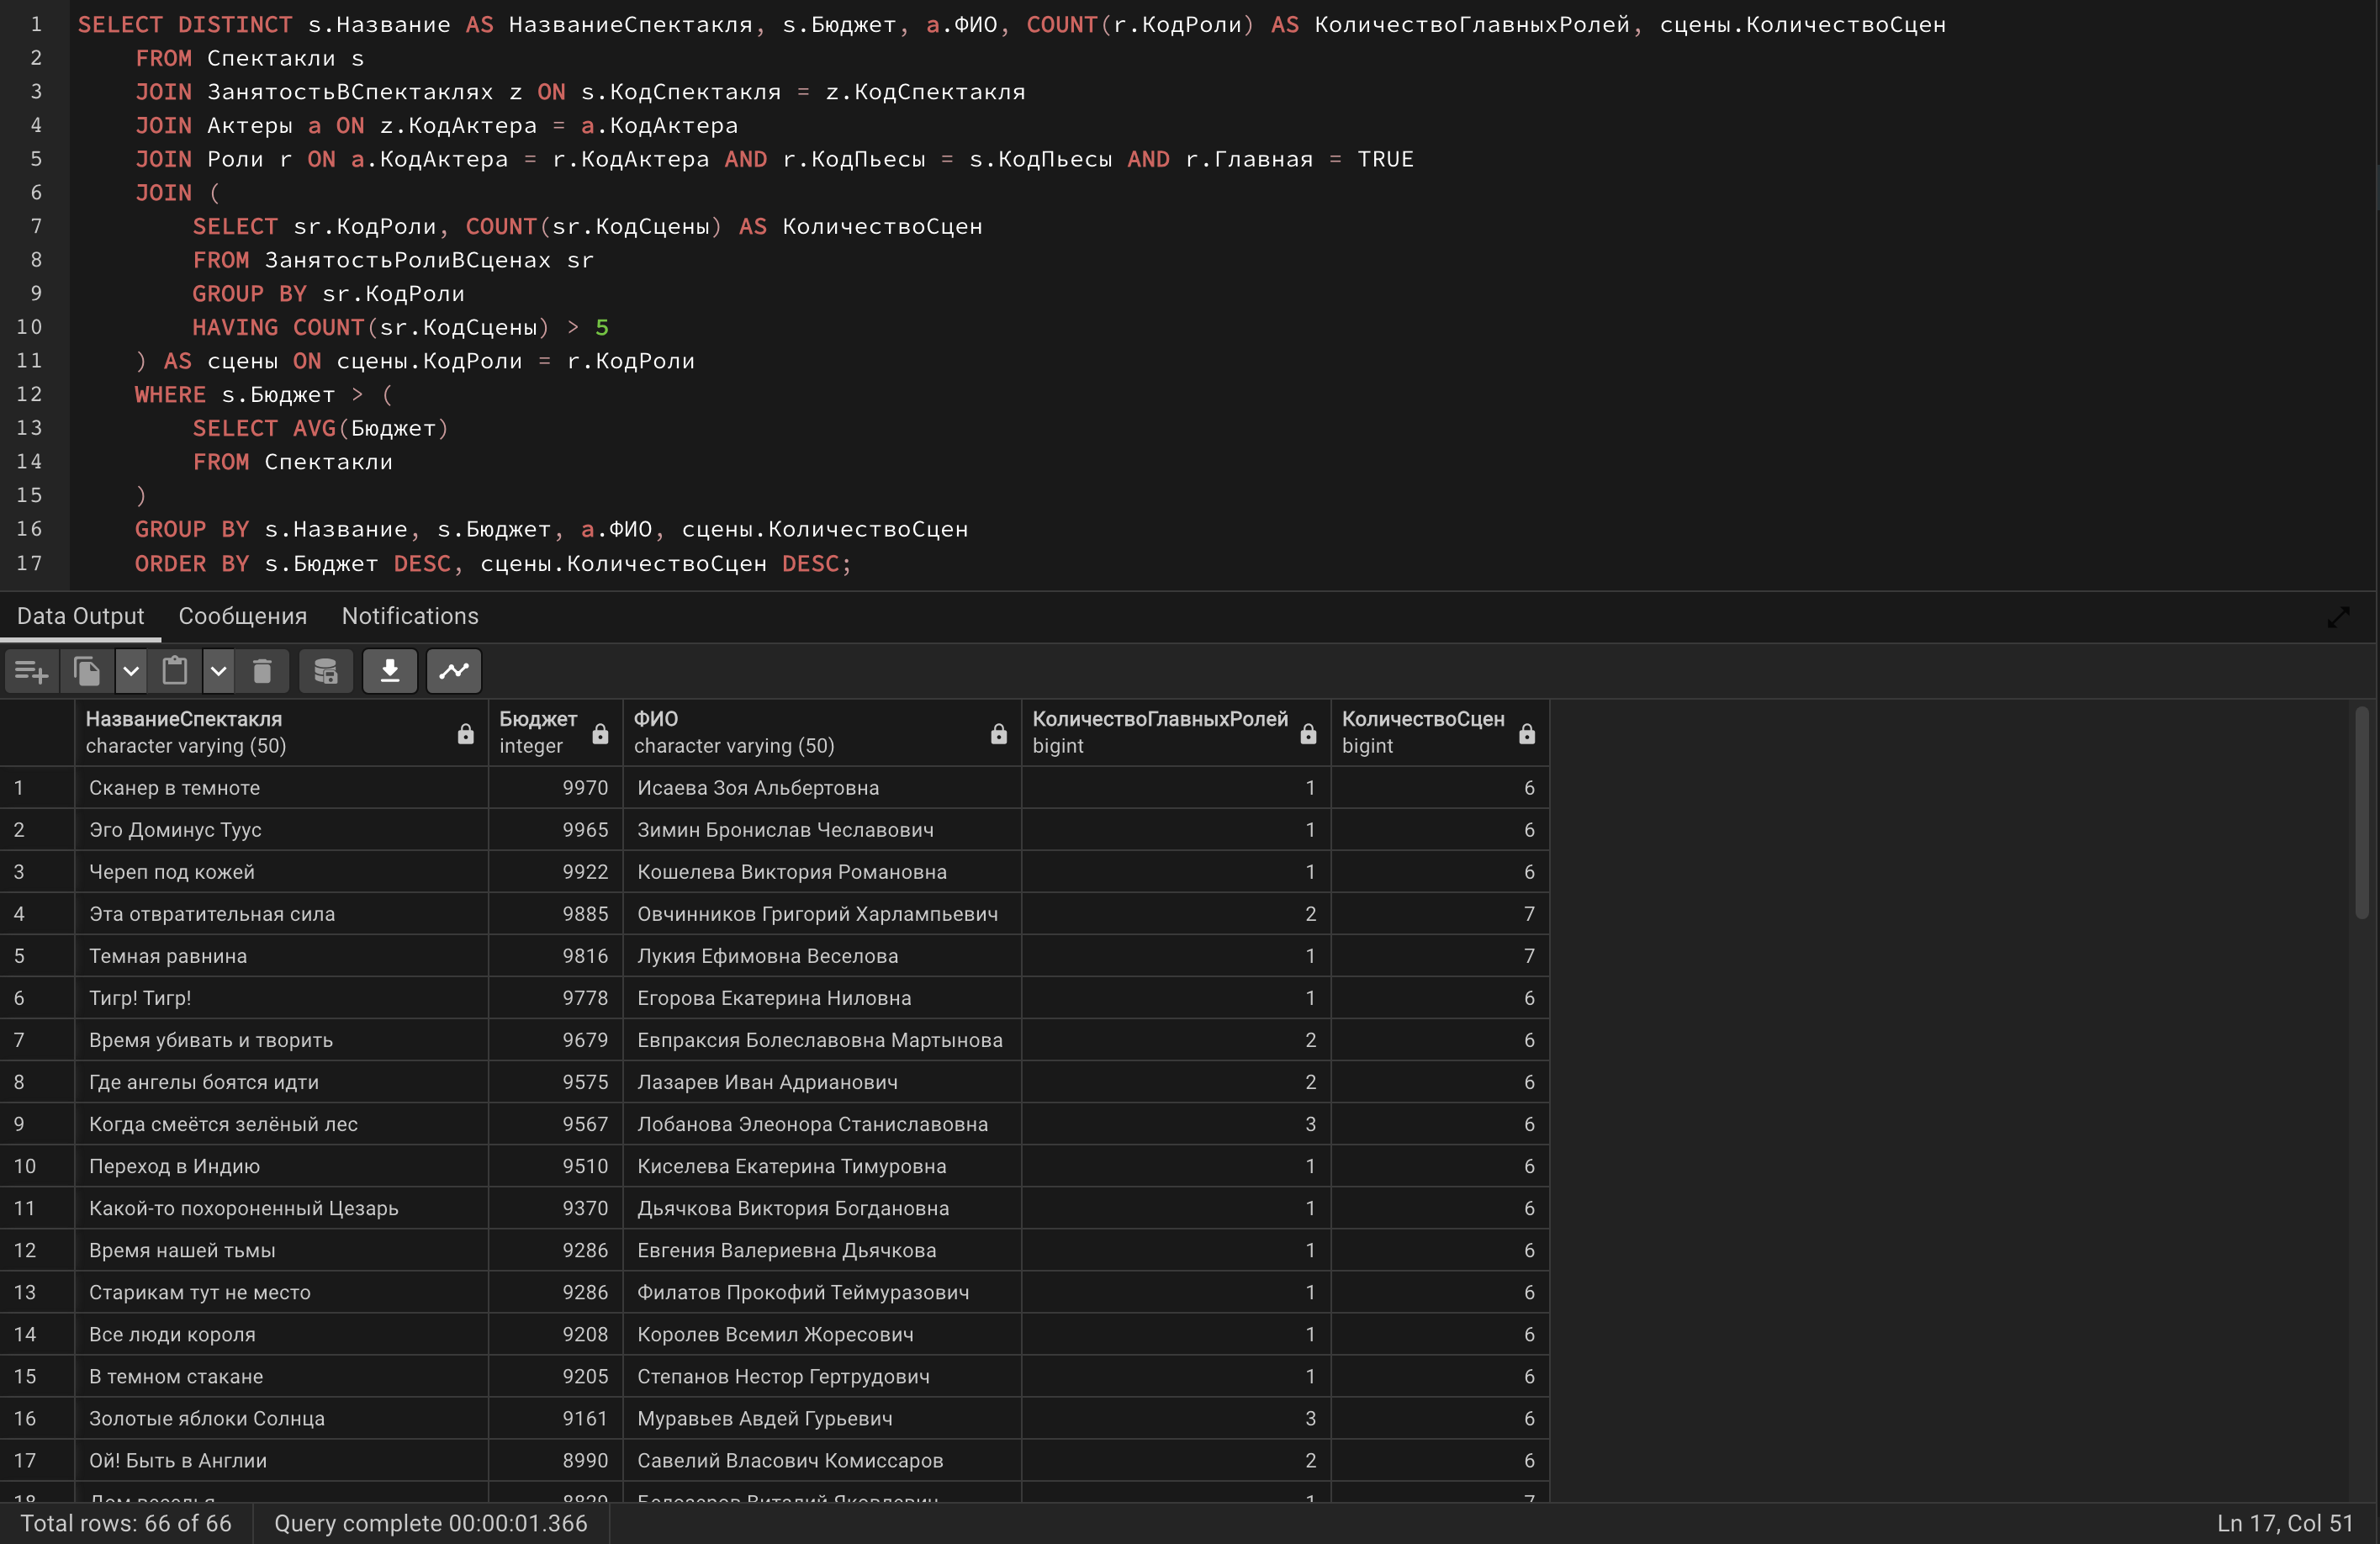 1 SELECT DISTINCT s.Название AS НазваниеСпектакля, s.Бюджет, a.ФИО, COUNT(r.КодРоли) AS КоличествоГлавныхРолей, сцены.КоличествоСцен
2 FROM Спектакли s
3 JOIN ЗанятостьВСпектаклях z ON s.КодСпектакля = z.КодСпектакля
4 JOIN Актеры a ON z.КодАктера = a.КодАктера
5 JOIN Роли r ON a.КодАктера = r.КодАктера AND r.КодПьесы = s.КодПьесы AND r.Главная = TRUE
6 JOIN (
7 SELECT sr.КодРоли, COUNT(sr.КодСцены) AS КоличествоСцен
8 FROM ЗанятостьРолиВСценах sr
9 GROUP BY sr.КодРоли
10 HAVING COUNT(sr.КодСцены) > 5
11 ) AS сцены ON сцены.КодРоли = r.КодРоли
12 WHERE s.Бюджет > (
13 SELECT AVG(Бюджет)
14 FROM Спектакли
15 )
16 GROUP BY s.Название, s.Бюджет, a.ФИО, сцены.КоличествоСцен
17 ORDER BY s.Бюджет DESC, сцены.КоличествоСцен DESC;
Data Output Сообщения Notifications
НазваниеСпектакля Бюджет ФИО КоличествоГлавныхРолей КоличествоСцен
character varying (50) integer character varying (50) bigint bigint
1 Сканер в темноте 9970 Исаева Зоя Альбертовна 1 6
2 Эго Доминус Туус 9965 Зимин Бронислав Чеславович 1 6
3 Череп под кожей 9922 Кошелева Виктория Романовна 1 6
4 Эта отвратительная сила 9885 Овчинников Григорий Харлампьевич 2 7
5 Темная равнина 9816 Лукия Ефимовна Веселова 1 7
6 Тигр! Тигр! 9778 Егорова Екатерина Ниловна 1 6
7 Время убивать и творить 9679 Евпраксия Болеславовна Мартынова 2 6
8 Где ангелы боятся идти 9575 Лазарев Иван Адрианович 2 6
9 Когда смеётся зелёный лес 9567 Лобанова Элеонора Станиславовна 3 6
10 Переход в Индию 9510 Киселева Екатерина Тимуровна 1 6
11 Какой-то похороненный Цезарь 9370 Дьячкова Виктория Богдановна 1 6
12 Время нашей тьмы 9286 Евгения Валериевна Дьячкова 1 6
13 Старикам тут не место 9286 Филатов Прокофий Теймуразович 1 6
14 Все люди короля 9208 Королев Всемил Жоресович 1 6
15 В темном стакане 9205 Степанов Нестор Гертрудович 1 6
16 Золотые яблоки Солнца 9161 Муравьев Авдей Гурьевич 3 6
17 Ой! Быть в Англии 8990 Савелий Власович Комиссаров 2 6
18 Дом веселья 8829 Белозеров Виталий Яковлевич 1 7
Total rows: 66 of 66 Query complete 00:00:01.366 Ln 17, Col 51